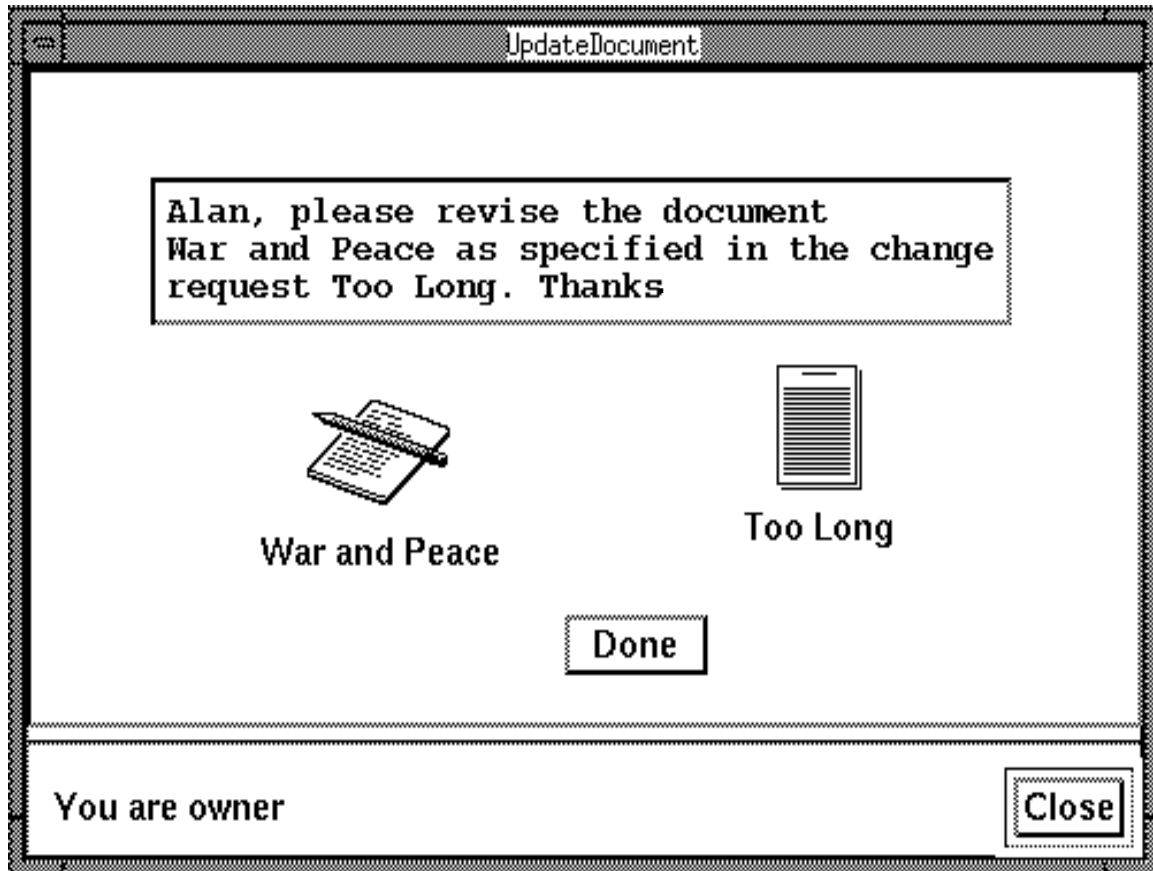 UpdateDocument
Alan, please revise the document
War and Peace as specified in the change
request Too Long. Thanks
War and Peace
Too Long
Done
You are owner
Close